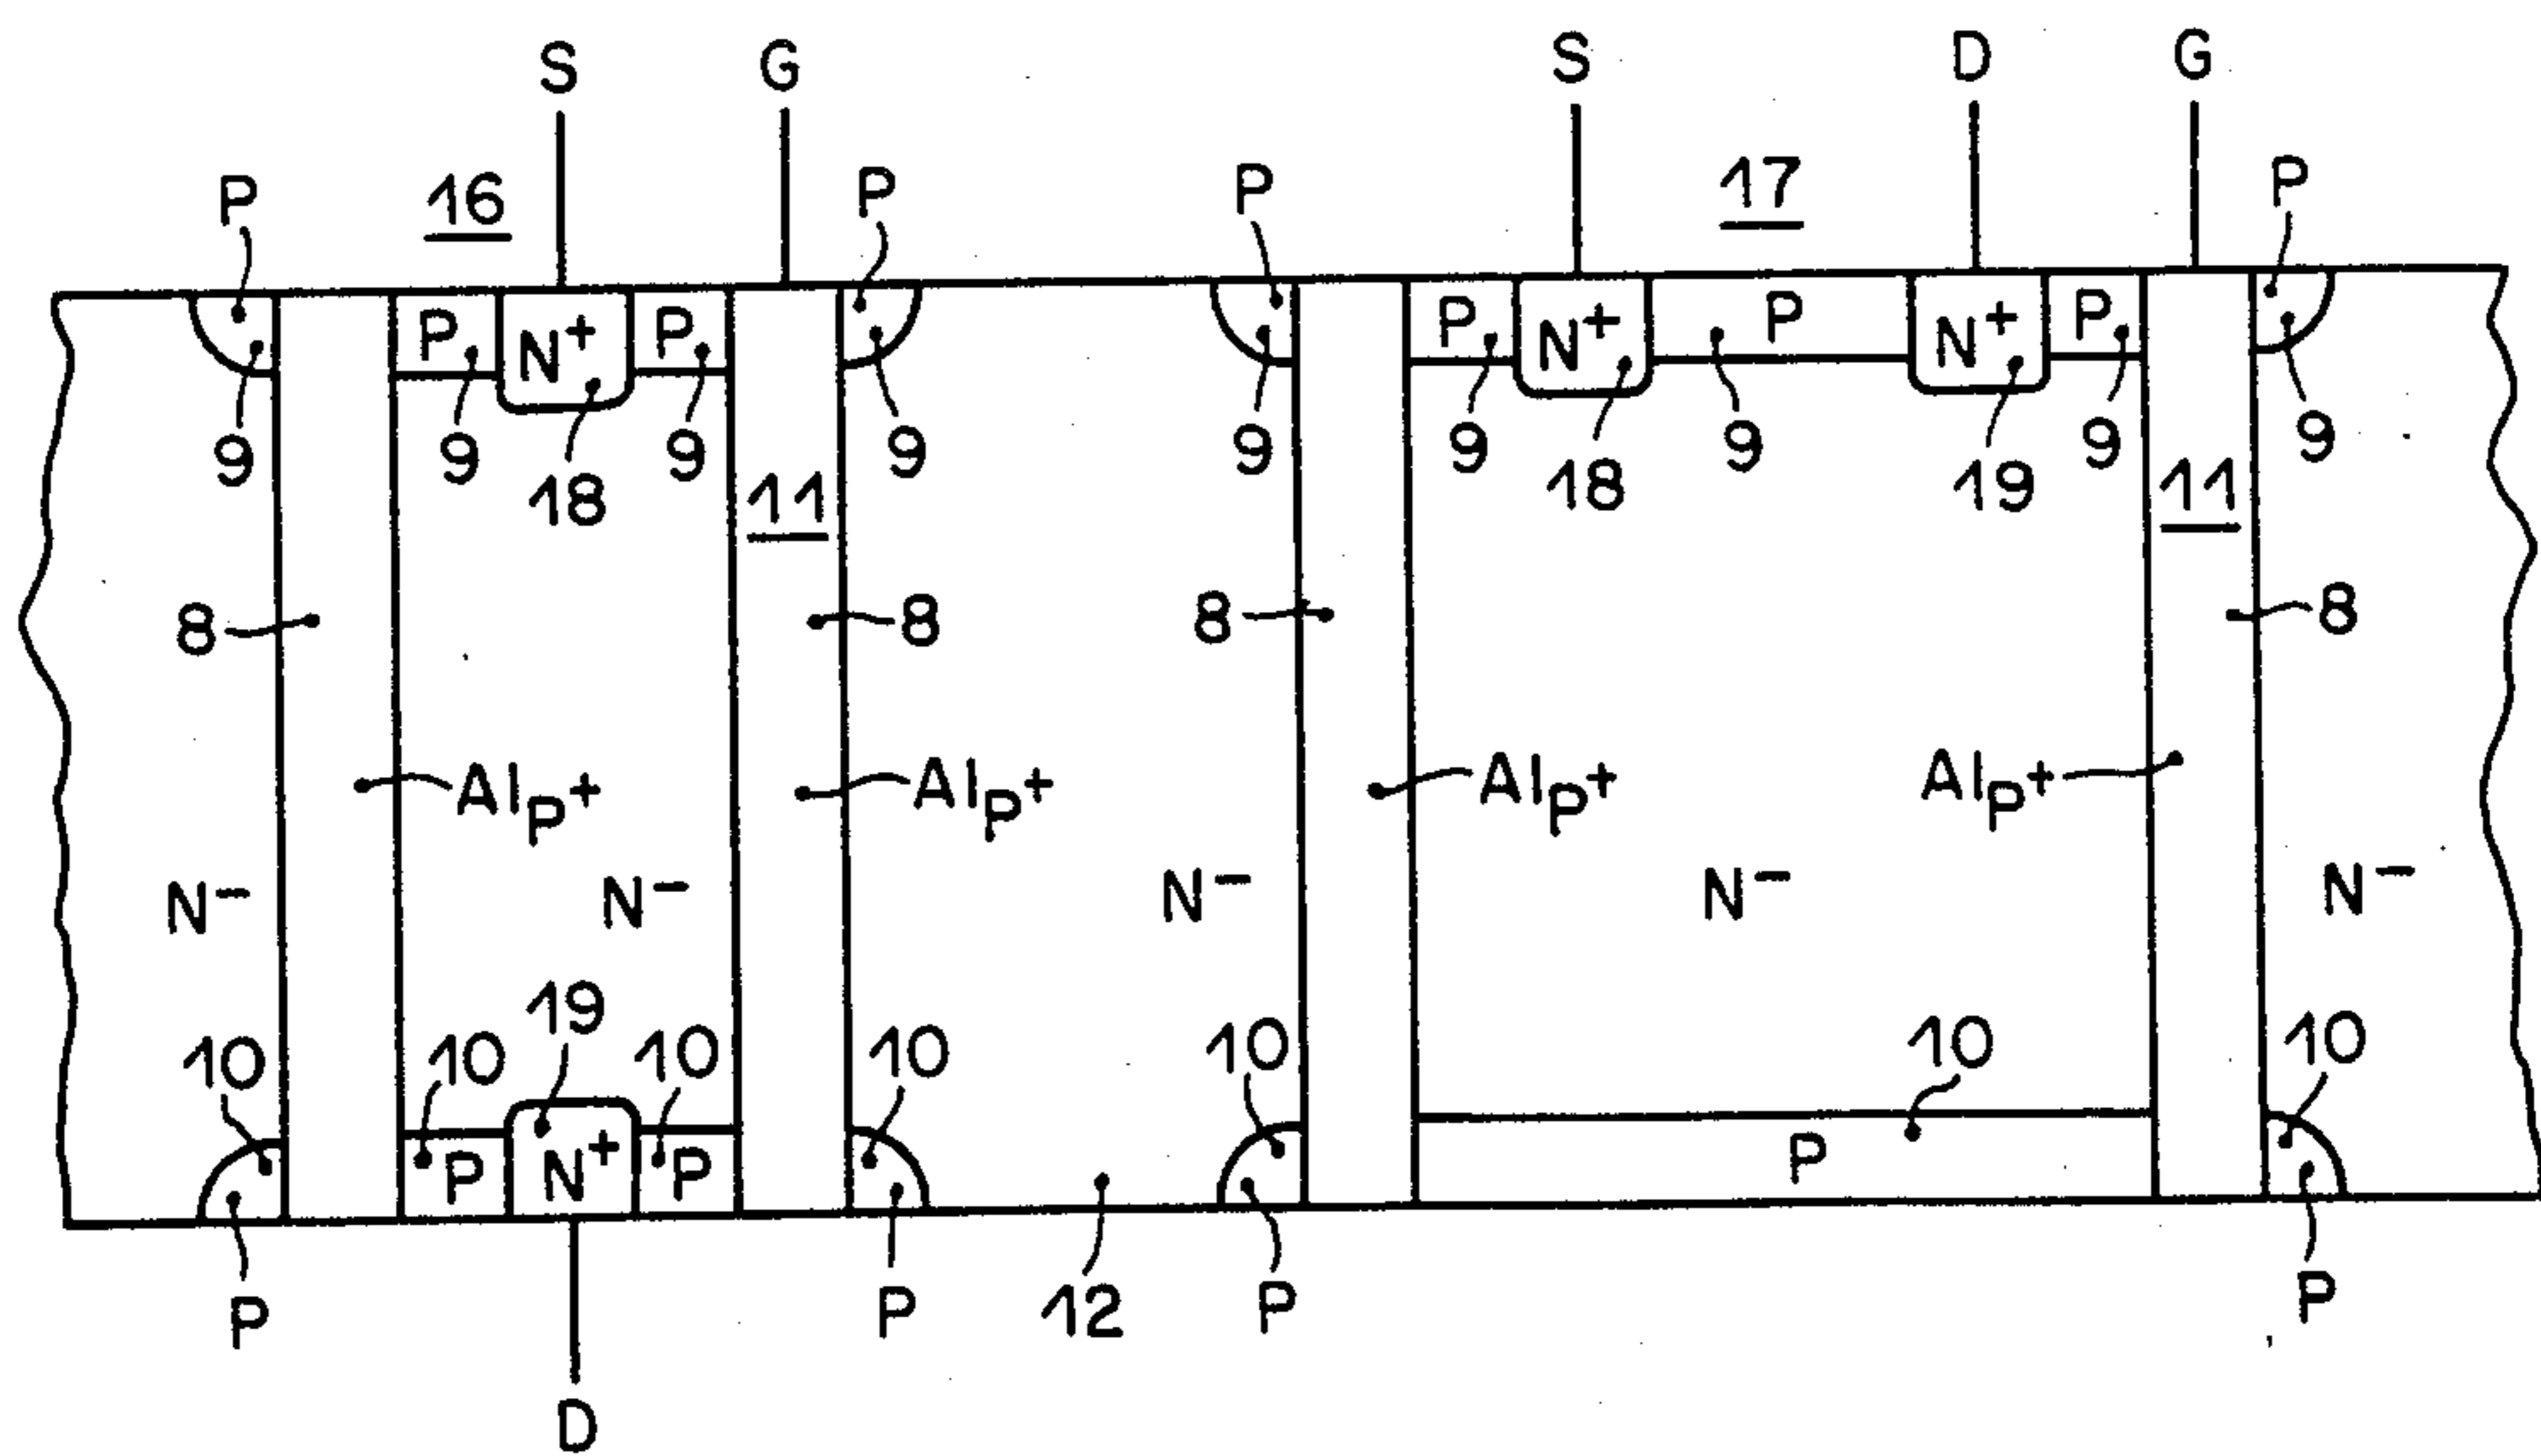 S G S D G
P 16 P P 17 P
P N+ P P N+ P N+ P
9 9 18 9 9 9 9 18 9 19 9 9
11 11
8 8 8 8
AlP+ AlP+ AlP+ AlP+
N− N− N− N− N−
10 10 19 10 10 10 10 10
P N+ P P
P P 12 P P
D